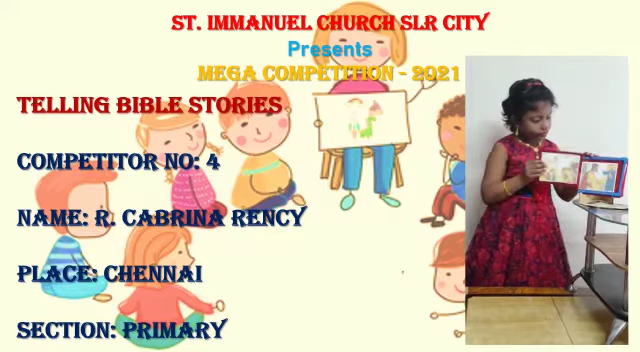 ST. IMMANUEL CHURCH SLR CITY
Presents
MEGA COMPETITION - 2021
TELLING BIBLE STORIES
COMPETITOR NO: 4
NAME: R. CABRINA RENCY
PLACE: CHENNAI
SECTION: PRIMARY